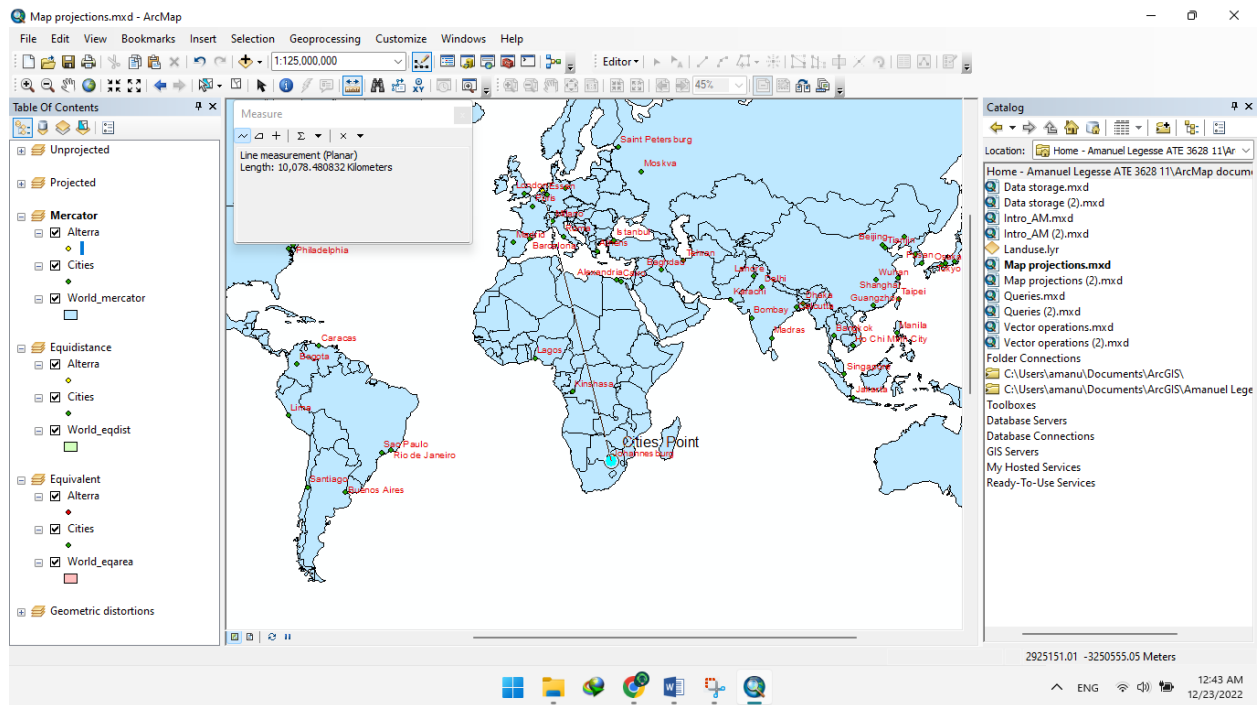 Map projections.mxd - ArcMap
File Edit View Bookmarks Insert Selection Geoprocessing Customize Windows Help
1:125,000,000
Editor
45%
Table Of Contents
Unprojected
Projected
Mercator
Alterra
Cities
World_mercator
Equidistance
Alterra
Cities
World_eqdist
Equivalent
Alterra
Cities
World_eqarea
Geometric distortions
Measure
Line measurement (Planar)
Length: 10,078.480832 Kilometers
Saint Petersburg
Moskva
London Essen
Paris
Milano
Roma
Madrid
Barcelona
Istanbul
Athens
Philadelphia
Baghdad
Tehran
Alexandria Cairo
Lahore
Delhi
Karachi
Dhaka
Calcutta
Bombay
Madras
Beijing Tianjin
Pusan Osaka
Tokyo
Wuhan
Shanghai
Taipei
Guangzhou
Bangkok
Manila
Ho Chi Minh City
Singapore
Jakarta
Caracas
Bogota
Lima
Lagos
Kinshasa
Cities: Point
Johannesburg
Sao Paulo
Rio de Janeiro
Santiago
Buenos Aires
Catalog
Location: Home - Amanuel Legesse ATE 3628 11\Ar
Home - Amanuel Legesse ATE 3628 11\ArcMap docum
Data storage.mxd
Data storage (2).mxd
Intro_AM.mxd
Intro_AM (2).mxd
Landuse.lyr
Map projections.mxd
Map projections (2).mxd
Queries.mxd
Queries (2).mxd
Vector operations.mxd
Vector operations (2).mxd
Folder Connections
C:\Users\amanu\Documents\ArcGIS\
C:\Users\amanu\Documents\ArcGIS\Amanuel Lege
Toolboxes
Database Servers
Database Connections
GIS Servers
My Hosted Services
Ready-To-Use Services
2925151.01 -3250555.05 Meters
ENG
12:43 AM
12/23/2022